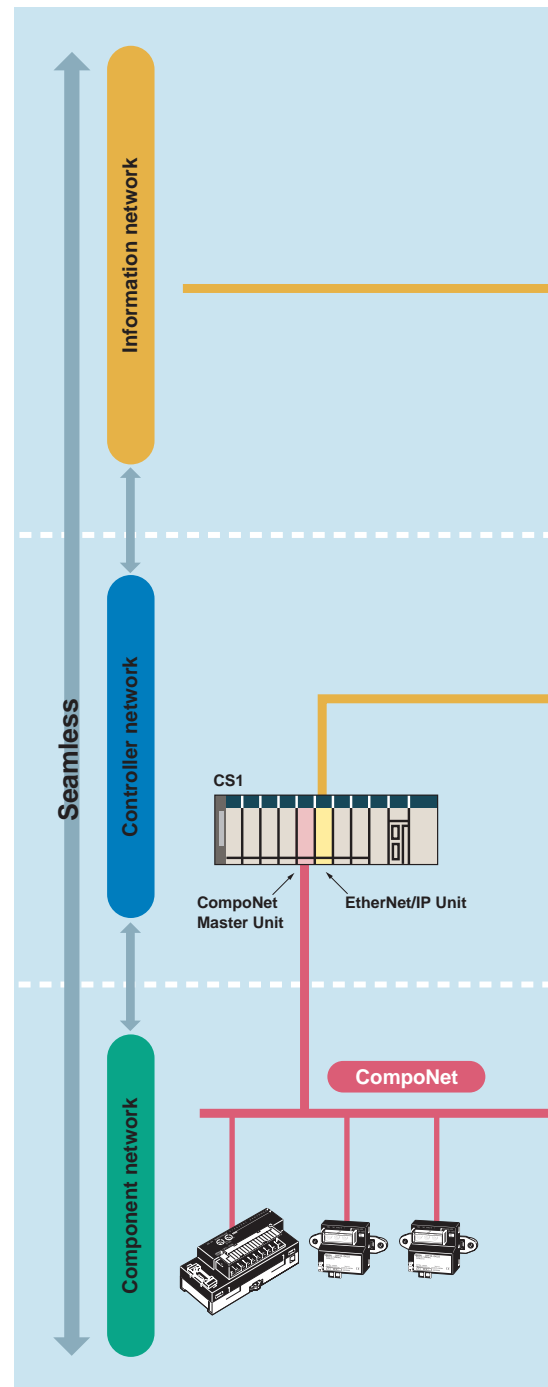 Information network
Seamless
Controller network
CS1
CompoNet
Master Unit
EtherNet/IP Unit
CompoNet
Component network